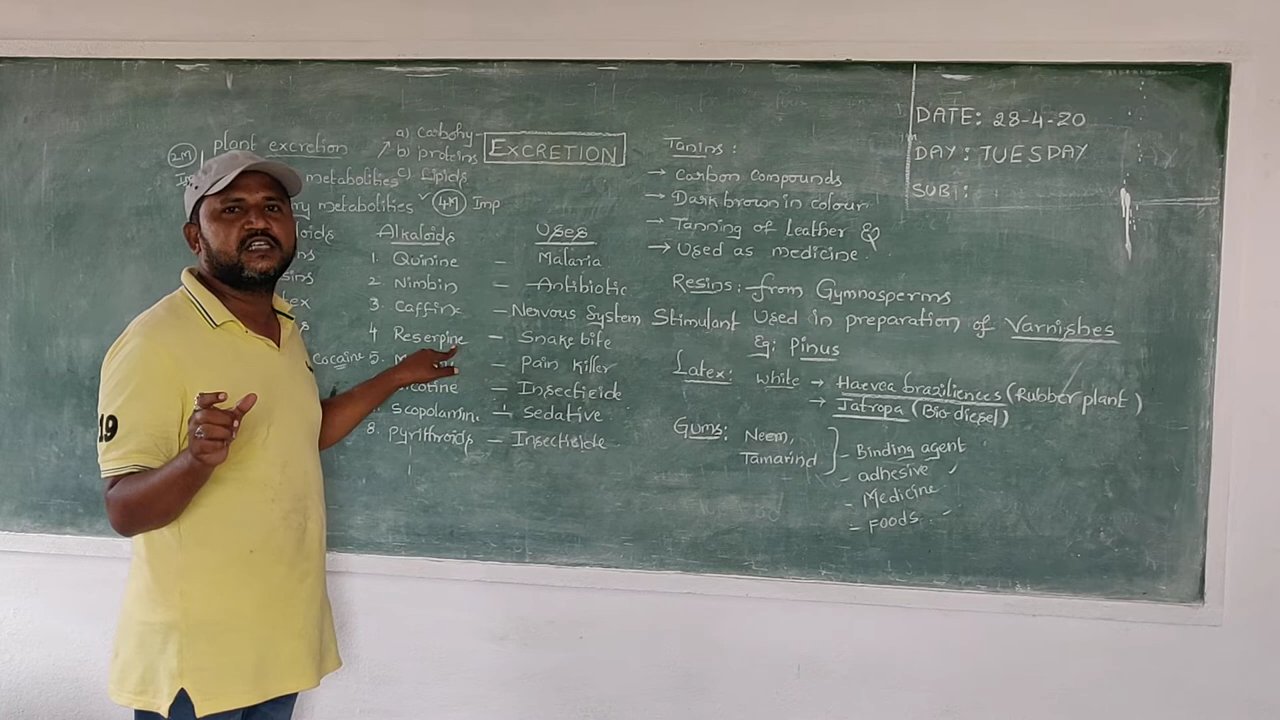 plant excretion
2M
a) Carbohy-
b) proteins
c) Lipids
metabolities
metabolities
4M Imp
EXCRETION
Alkaloids
Uses
1. Quinine – Malaria
2 Nimbin – Antibiotic
3. Caffine – Nervous System Stimulant
4 Reserpine – Snake bite
Cocaine 5. – Pain Killer
– Insecticide
Scopolamin. – Sedative
8. Pyrithroids – Insecticide
Tanins :
→ Carbon Compounds
→ Dark brown in colour
→ Tanning of Leather &
→ Used as medicine.
Resins: from Gymnosperms
Used in preparation of Varnishes
Eg: Pinus
Latex: white → Haevea braziliences (Rubber plant)
→ Jatropa (Bio diesel)
Gums: Neem,
Tamarind
- Binding agent
- adhesive
- Medicine
- Foods
DATE: 28-4-20
DAY: TUESDAY
SUB:
19